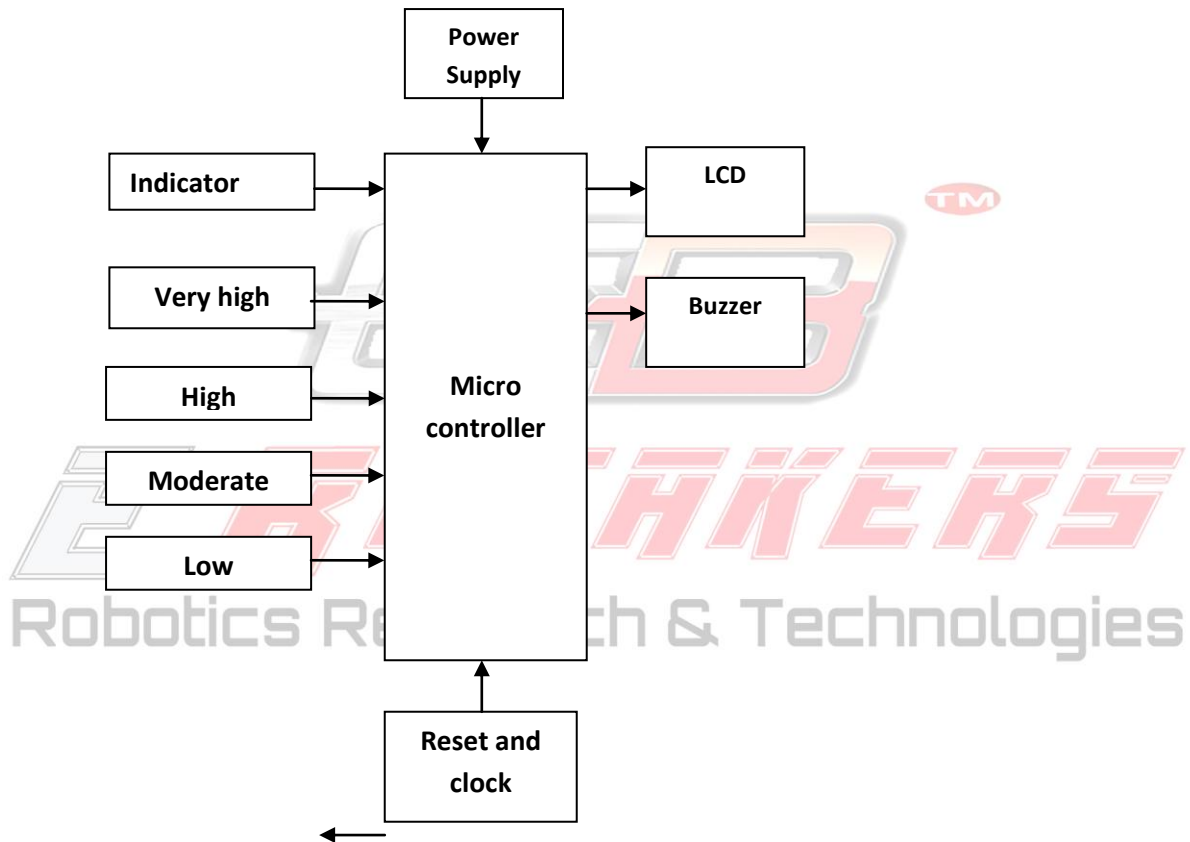 Power
Supply
Indicator
LCD
TM
Very high
Buzzer
High
Micro
controller
Moderate
Low
Robotics Re ch & Technologies
Reset and
clock